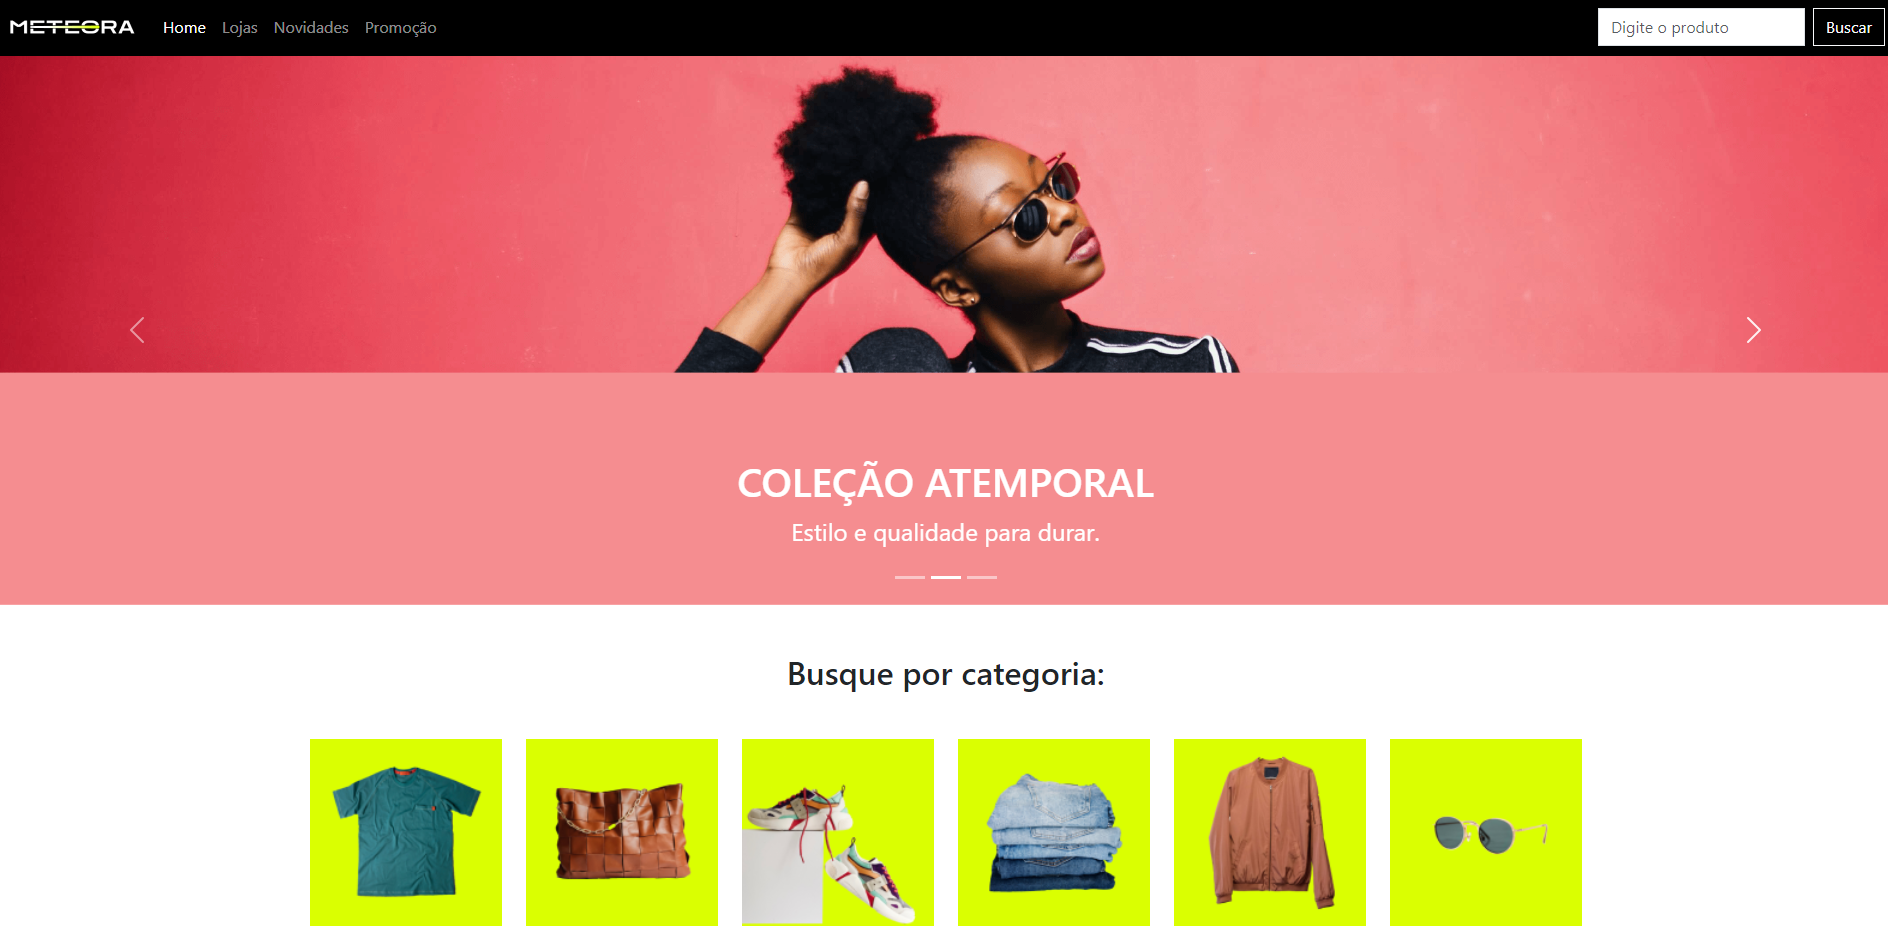 METEORA
Home Lojas Novidades Promoção
Digite o produto
Buscar
COLEÇÃO ATEMPORAL
Estilo e qualidade para durar.
Busque por categoria: